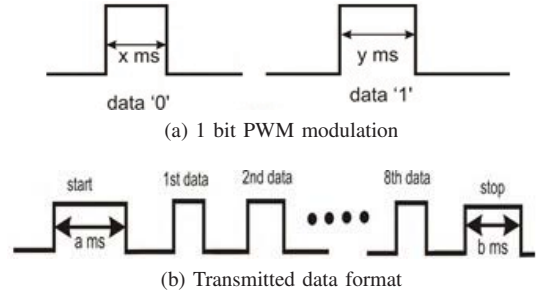 x ms
y ms
data '0'
data '1'
(a) 1 bit PWM modulation
start
1st data
2nd data
8th data
stop
a ms
b ms
(b) Transmitted data format